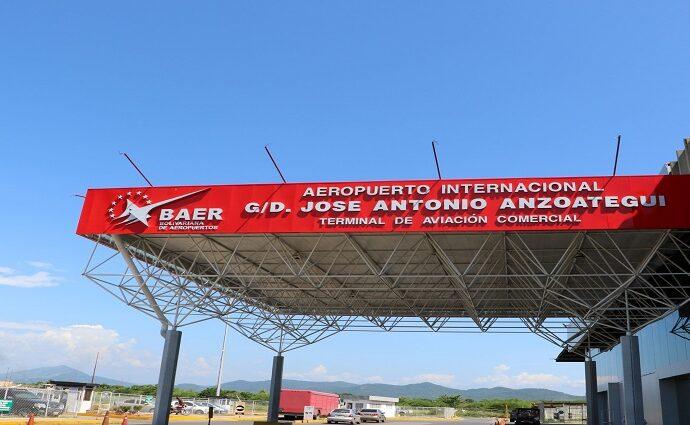 AEROPUERTO INTERNACIONAL
G/D. JOSE ANTONIO ANZOATEGUI
TERMINAL DE AVIACIÓN COMERCIAL
BAER
BOLIVARIANA
DE AEROPUERTOS